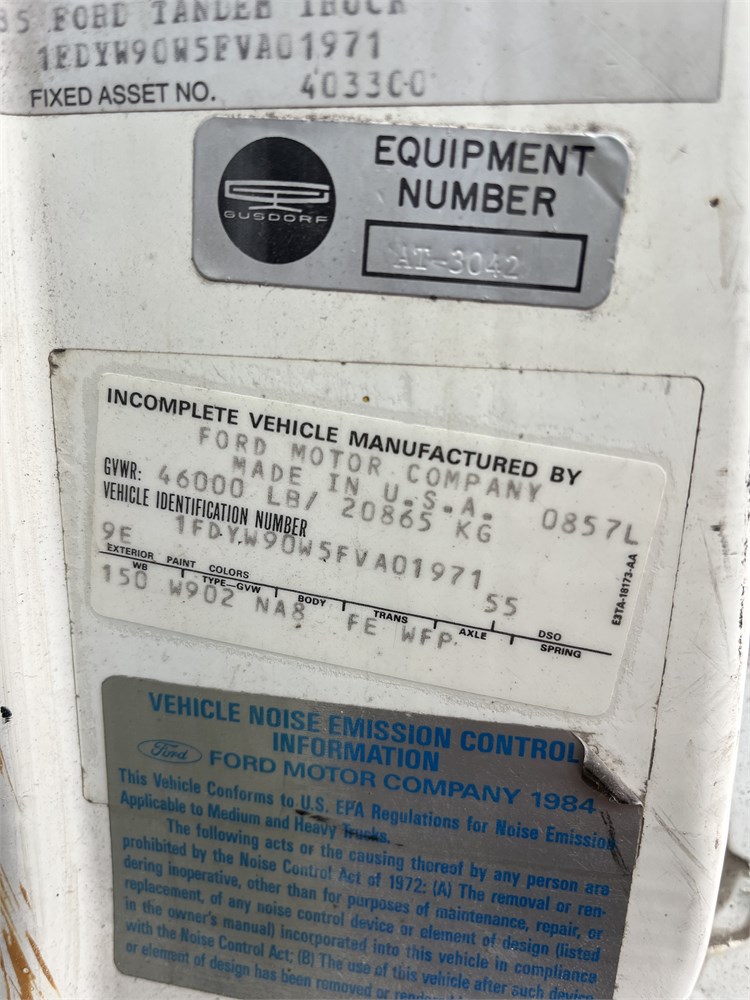 85 FORD TANDEM TRUCK
1FDYW90W5FVA01971
FIXED ASSET NO. 403300
GUSDORF
EQUIPMENT
NUMBER
AT-3042
INCOMPLETE VEHICLE MANUFACTURED BY
FORD MOTOR COMPANY
MADE IN U.S.A.
GVWR: 46000 LB/ 20865 KG 0857L
VEHICLE IDENTIFICATION NUMBER
1FDYW90W5FVA01971
9E 55
EXTERIOR PAINT COLORS DSO
WB TYPE-GVW BODY TRANS AXLE SPRING
150 W902 NA8 FE WFP
E3TA-18173-AA
VEHICLE NOISE EMISSION CONTROL
INFORMATION
Ford FORD MOTOR COMPANY 1984
This Vehicle Conforms to U.S. EPA Regulations for Noise Emission
Applicable to Medium and Heavy Trucks.
The following acts or the causing thereof by any person are
prohibited by the Noise Control Act of 1972: (A) The removal or ren-
dering inoperative, other than for purposes of maintenance, repair, or
replacement, of any noise control device or element of design (listed
in the owner's manual) incorporated into this vehicle in compliance
with the Noise Control Act; (B) The use of this vehicle after such device
or element of design has been removed or rendered